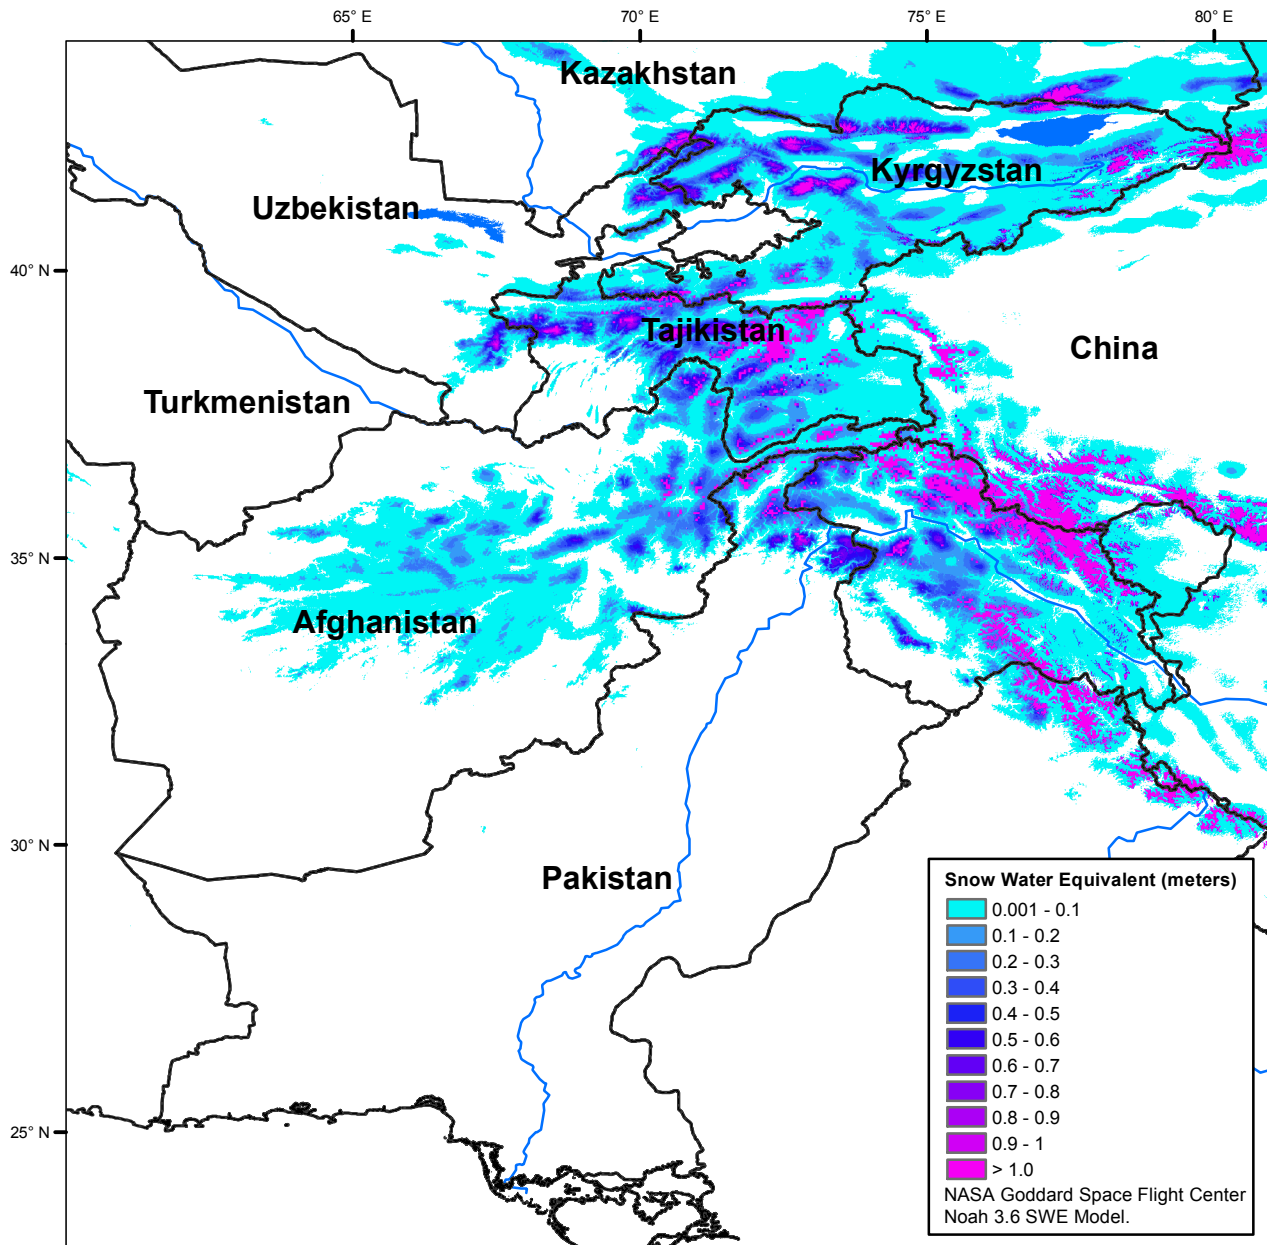 65° E
70° E
75° E
80° E
Kazakhstan
Kyrgyzstan
Uzbekistan
40° N
Tajikistan
China
Turkmenistan
35° N
Afghanistan
30° N
Pakistan
25° N
Snow Water Equivalent (meters)
0.001 - 0.1
0.1 - 0.2
0.2 - 0.3
0.3 - 0.4
0.4 - 0.5
0.5 - 0.6
0.6 - 0.7
0.7 - 0.8
0.8 - 0.9
0.9 - 1
> 1.0
NASA Goddard Space Flight Center
Noah 3.6 SWE Model.